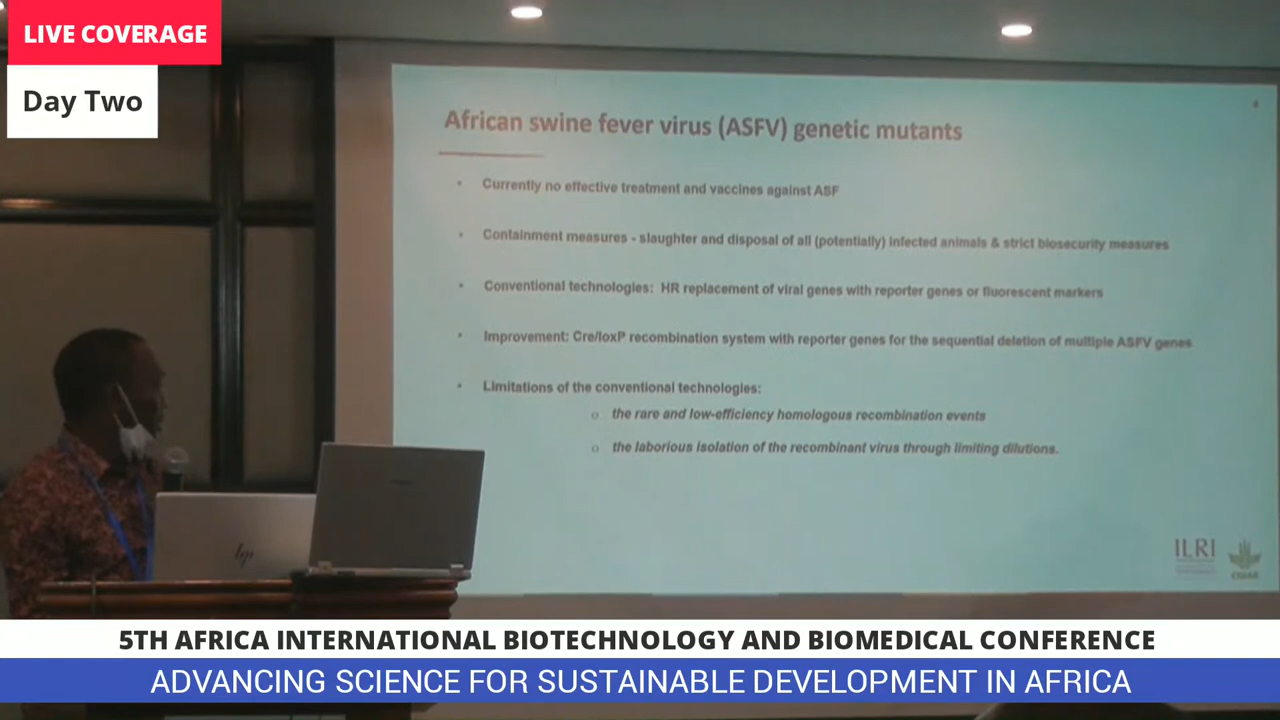 LIVE COVERAGE
Day Two
African swine fever virus (ASFV) genetic mutants
• Currently no effective treatment and vaccines against ASF
• Containment measures - slaughter and disposal of all (potentially) infected animals & strict biosecurity measures
• Conventional technologies: HR replacement of viral genes with reporter genes or fluorescent markers
• Improvement: Cre/loxP recombination system with reporter genes for the sequential deletion of multiple ASFV genes
• Limitations of the conventional technologies:
o the rare and low-efficiency homologous recombination events
o the laborious isolation of the recombinant virus through limiting dilutions.
hp
ILRI
CGIAR
5TH AFRICA INTERNATIONAL BIOTECHNOLOGY AND BIOMEDICAL CONFERENCE
ADVANCING SCIENCE FOR SUSTAINABLE DEVELOPMENT IN AFRICA